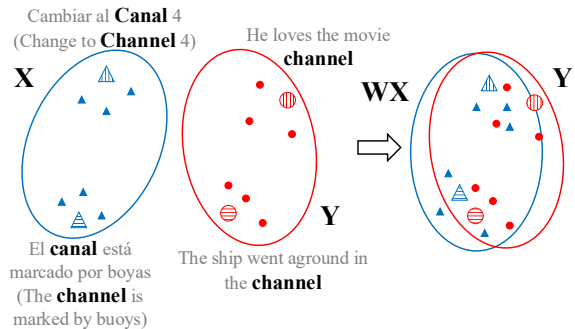 Cambiar al Canal 4
(Change to Channel 4)
He loves the movie
channel
X
WX
Y
Y
El canal está
marcado por boyas
(The channel is
marked by buoys)
The ship went aground in
the channel